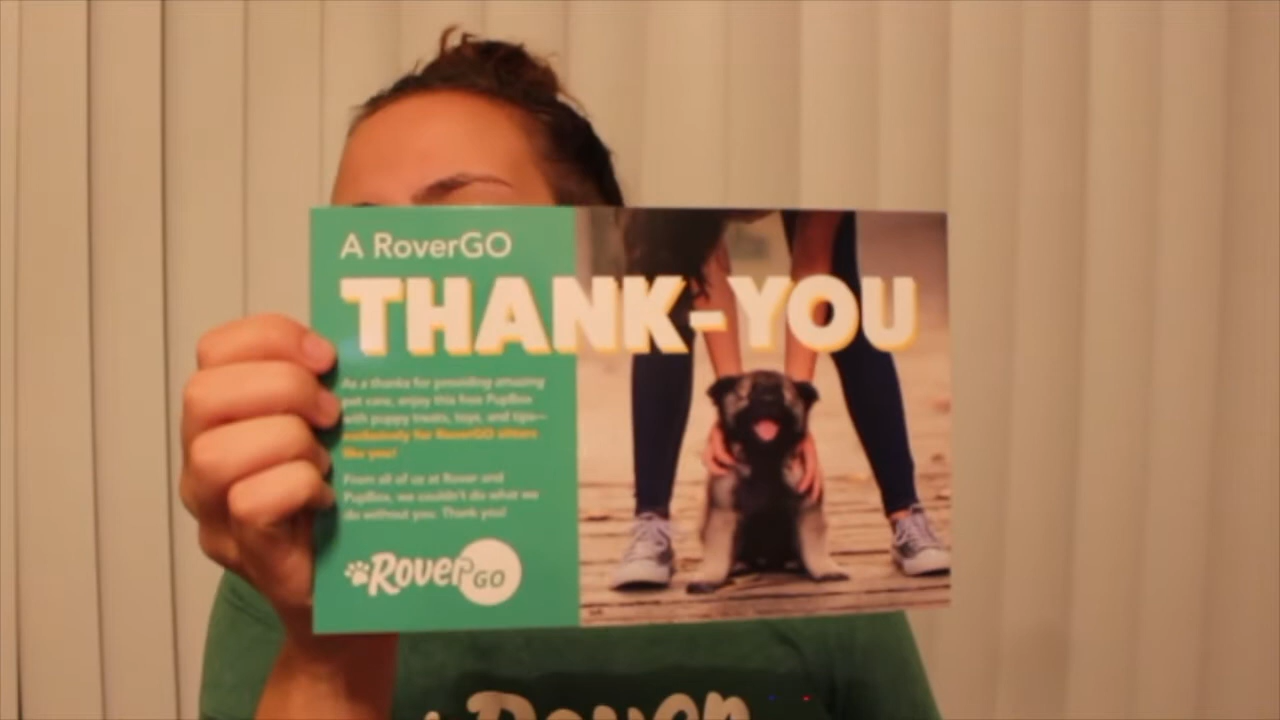 A RoverGO
THANK-YOU
As a thanks for providing amazing
pet care, enjoy this free PupBox
with puppy treats, toys, and tips—
exclusively for RoverGO sitters
like you!
From all of us at Rover and
PupBox, we couldn't do what we
do without you. Thank you!
Rover GO
Rover